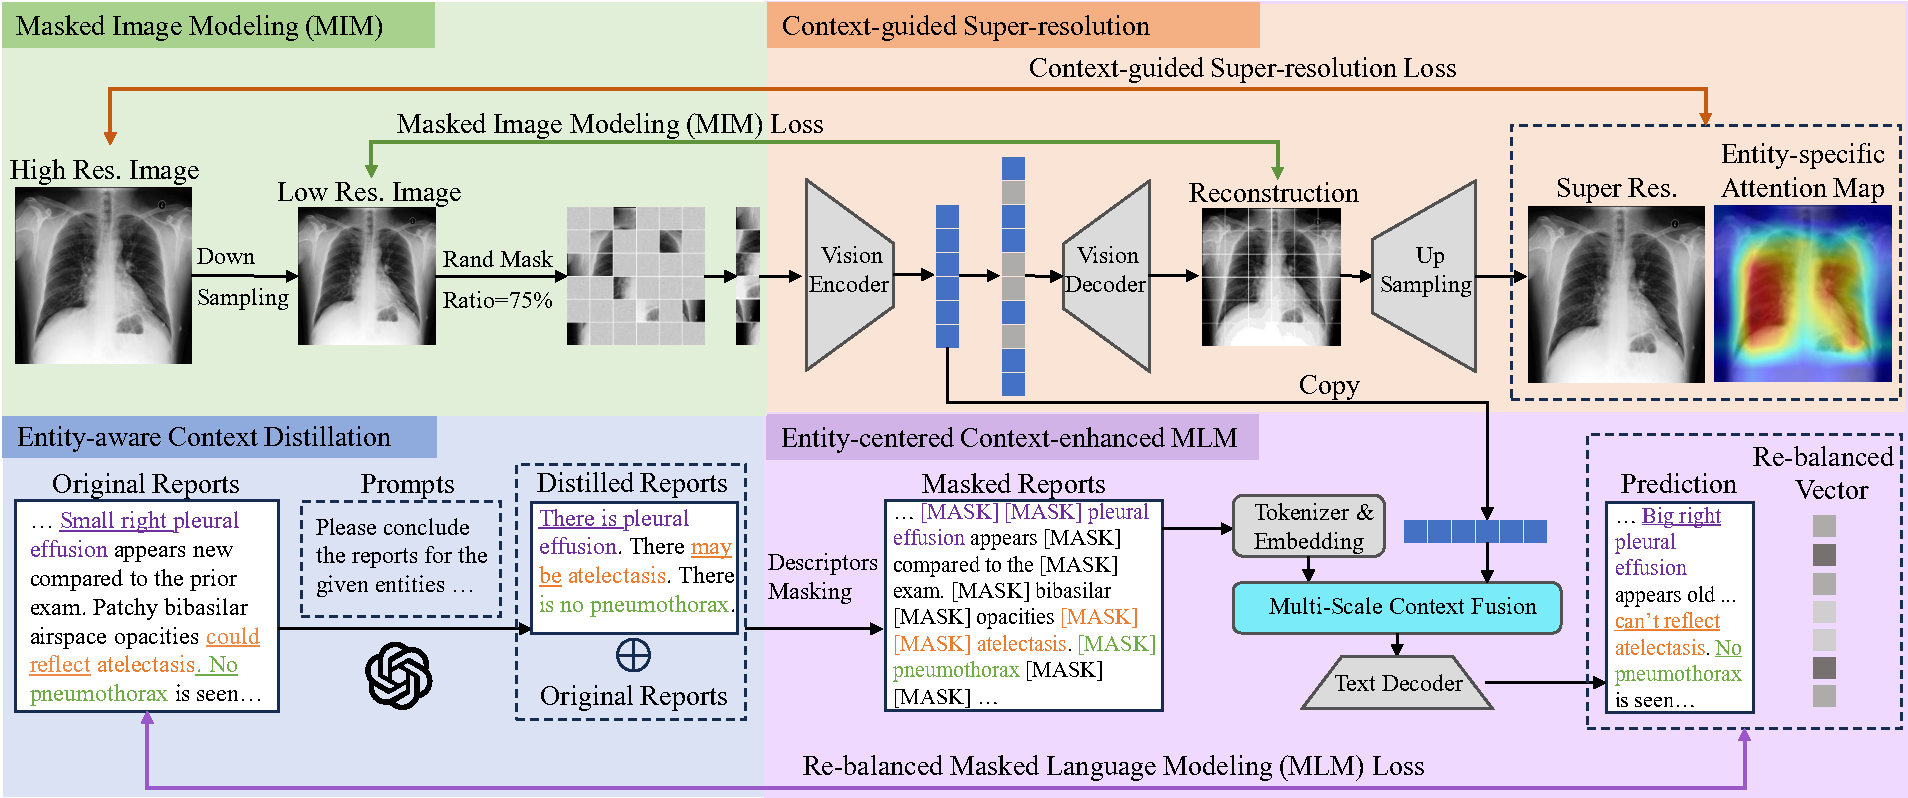 Masked Image Modeling (MIM)
Context-guided Super-resolution
Context-guided Super-resolution Loss
Masked Image Modeling (MIM) Loss
High Res. Image
Low Res. Image
Down
Sampling
Rand Mask
Ratio=75%
Vision
Encoder
Vision
Decoder
Reconstruction
Up
Sampling
Super Res.
Entity-specific
Attention Map
Copy
Entity-aware Context Distillation
Original Reports
… Small right pleural
effusion appears new
compared to the prior
exam. Patchy bibasilar
airspace opacities could
reflect atelectasis. No
pneumothorax is seen…
Prompts
Please conclude
the reports for the
given entities …
Distilled Reports
There is pleural
effusion. There may
be atelectasis. There
is no pneumothorax.
Original Reports
Entity-centered Context-enhanced MLM
Descriptors
Masking
Masked Reports
… [MASK] [MASK] pleural
effusion appears [MASK]
compared to the [MASK]
exam. [MASK] bibasilar
[MASK] opacities [MASK]
[MASK] atelectasis. [MASK]
pneumothorax [MASK]
[MASK] …
Tokenizer &
Embedding
Multi-Scale Context Fusion
Text Decoder
Prediction
… Big right
pleural
effusion
appears old ...
can’t reflect
atelectasis. No
pneumothorax
is seen…
Re-balanced
Vector
Re-balanced Masked Language Modeling (MLM) Loss